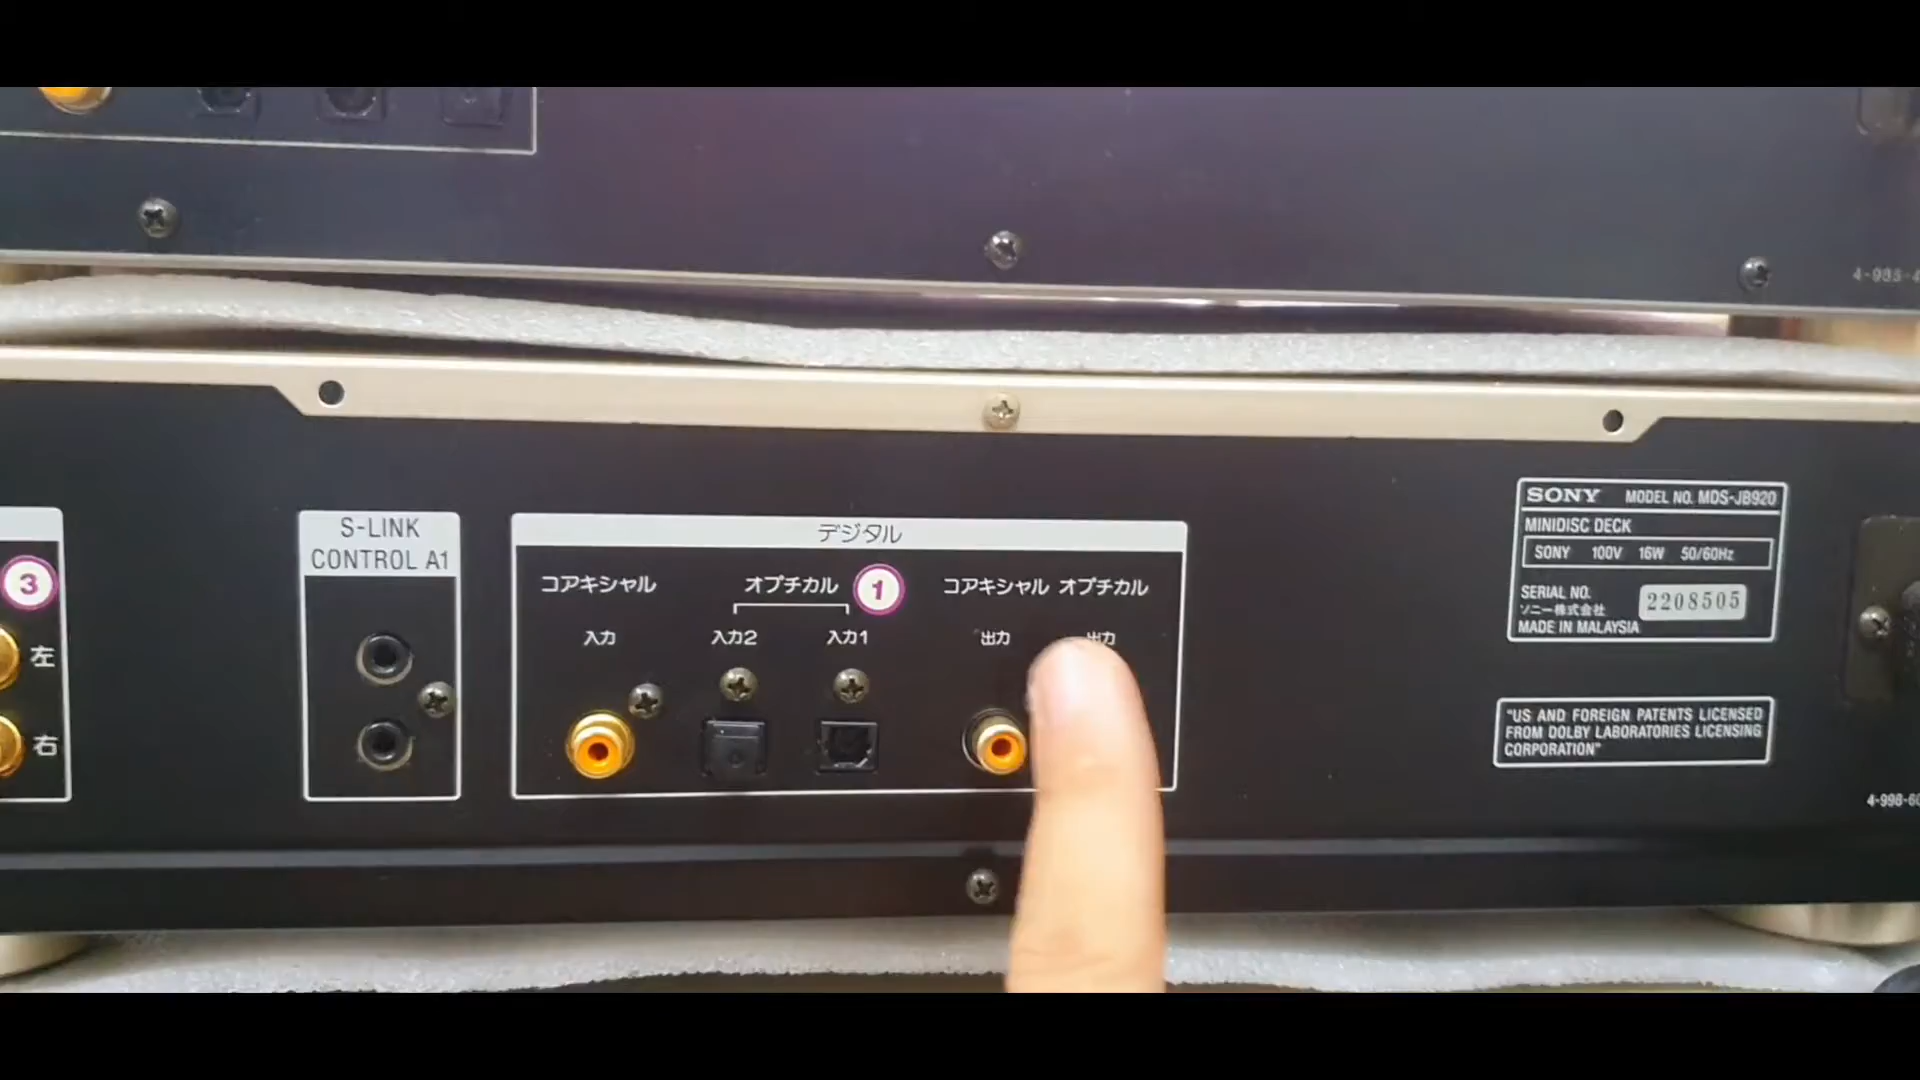 S-LINK
CONTROL A1
デジタル
コアキシャル
オプチカル
1
コアキシャル
オプチカル
入力
入力2
入力1
出力
出力
3
左
右
SONY MODEL NO. MDS-JB920
MINIDISC DECK
SONY 100V 16W 50/60Hz
SERIAL NO.
2208505
ソニー株式会社
MADE IN MALAYSIA
"US AND FOREIGN PATENTS LICENSED
FROM DOLBY LABORATORIES LICENSING
CORPORATION"